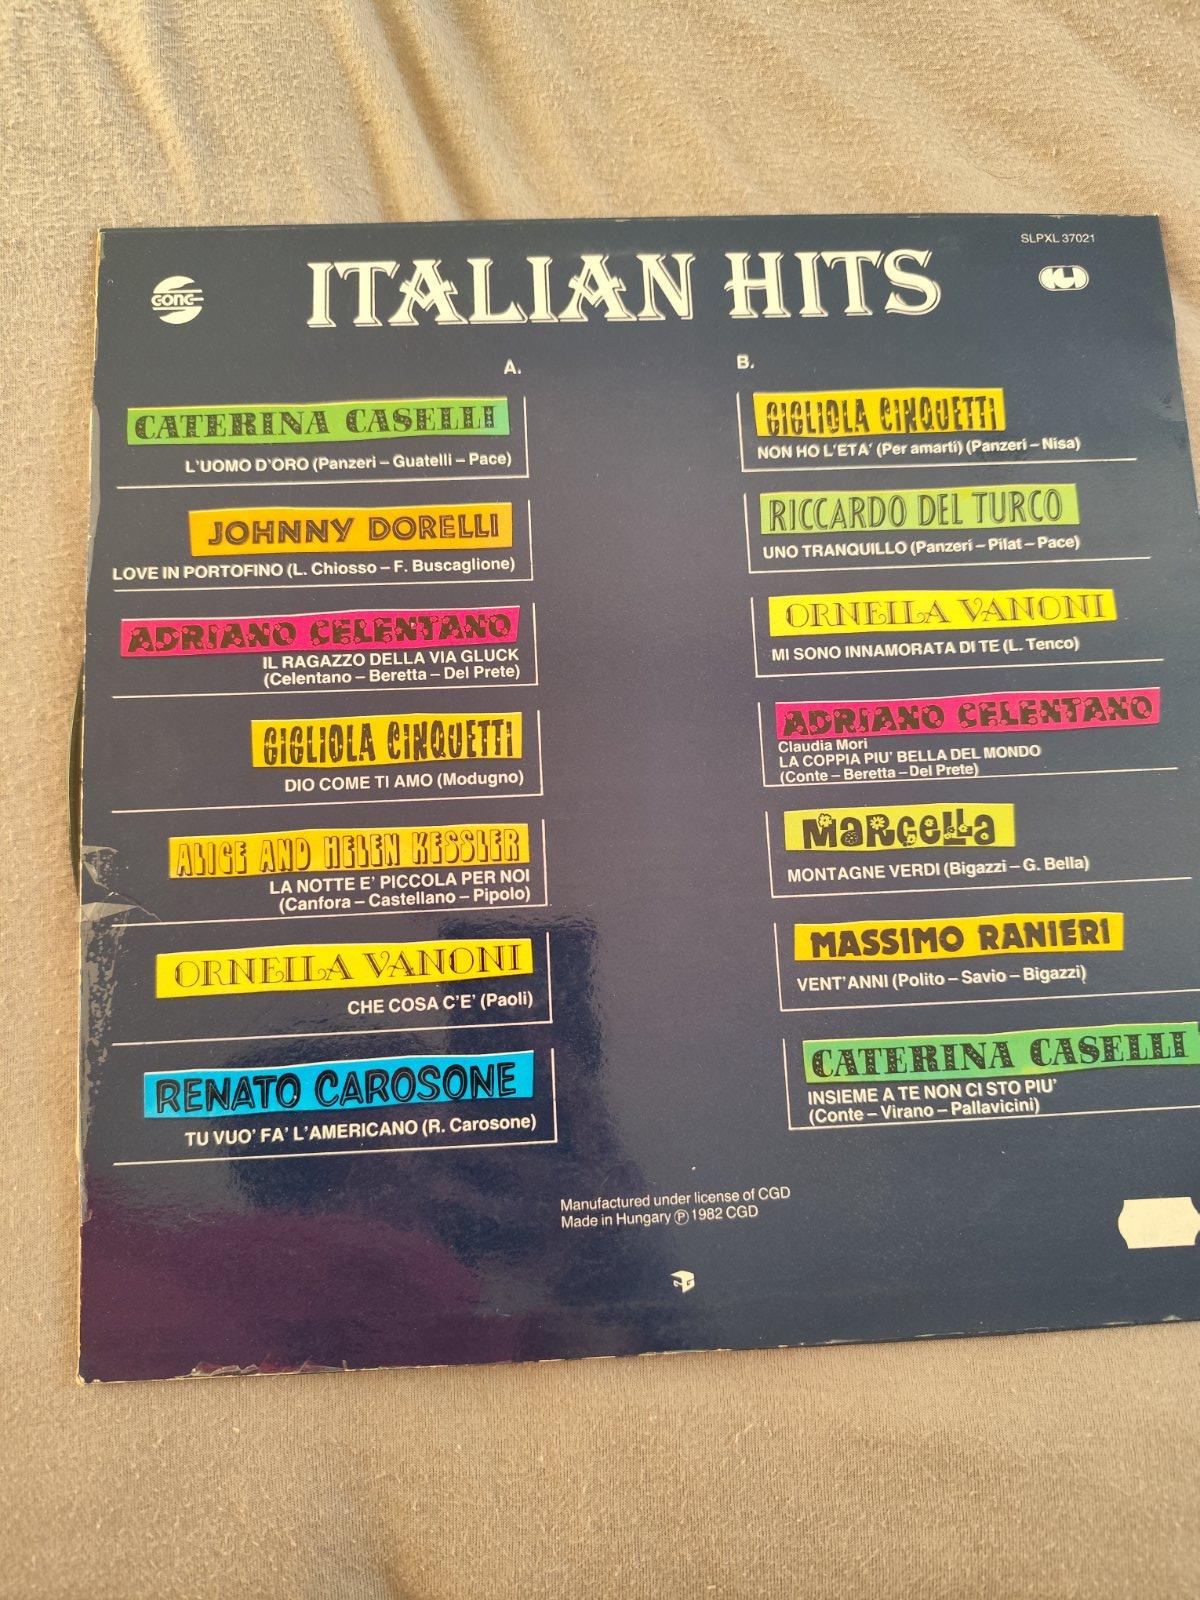 SLPXL 37021
GONG
ITALIAN HITS
A.
CATERINA CASELLI
L'UOMO D'ORO (Panzeri – Guatelli – Pace)
JOHNNY DORELLI
LOVE IN PORTOFINO (L. Chiosso – F. Buscaglione)
ADRIANO CELENTANO
IL RAGAZZO DELLA VIA GLUCK
(Celentano – Beretta – Del Prete)
GIGLIOLA CINQUETTI
DIO COME TI AMO (Modugno)
ALICE AND HELEN KESSLER
LA NOTTE E' PICCOLA PER NOI
(Canfora – Castellano – Pipolo)
ORNELLA VANONI
CHE COSA C'E' (Paoli)
RENATO CAROSONE
TU VUO' FA' L'AMERICANO (R. Carosone)
B.
GIGLIOLA CINQUETTI
NON HO L'ETA' (Per amarti) (Panzeri – Nisa)
RICCARDO DEL TURCO
UNO TRANQUILLO (Panzeri – Pilat – Pace)
ORNELLA VANONI
MI SONO INNAMORATA DI TE (L. Tenco)
ADRIANO CELENTANO
Claudia Mori
LA COPPIA PIU' BELLA DEL MONDO
(Conte – Beretta – Del Prete)
MARCELLA
MONTAGNE VERDI (Bigazzi – G. Bella)
MASSIMO RANIERI
VENT'ANNI (Polito – Savio – Bigazzi)
CATERINA CASELLI
INSIEME A TE NON CI STO PIU'
(Conte – Virano – Pallavicini)
Manufactured under license of CGD
Made in Hungary Ⓟ 1982 CGD